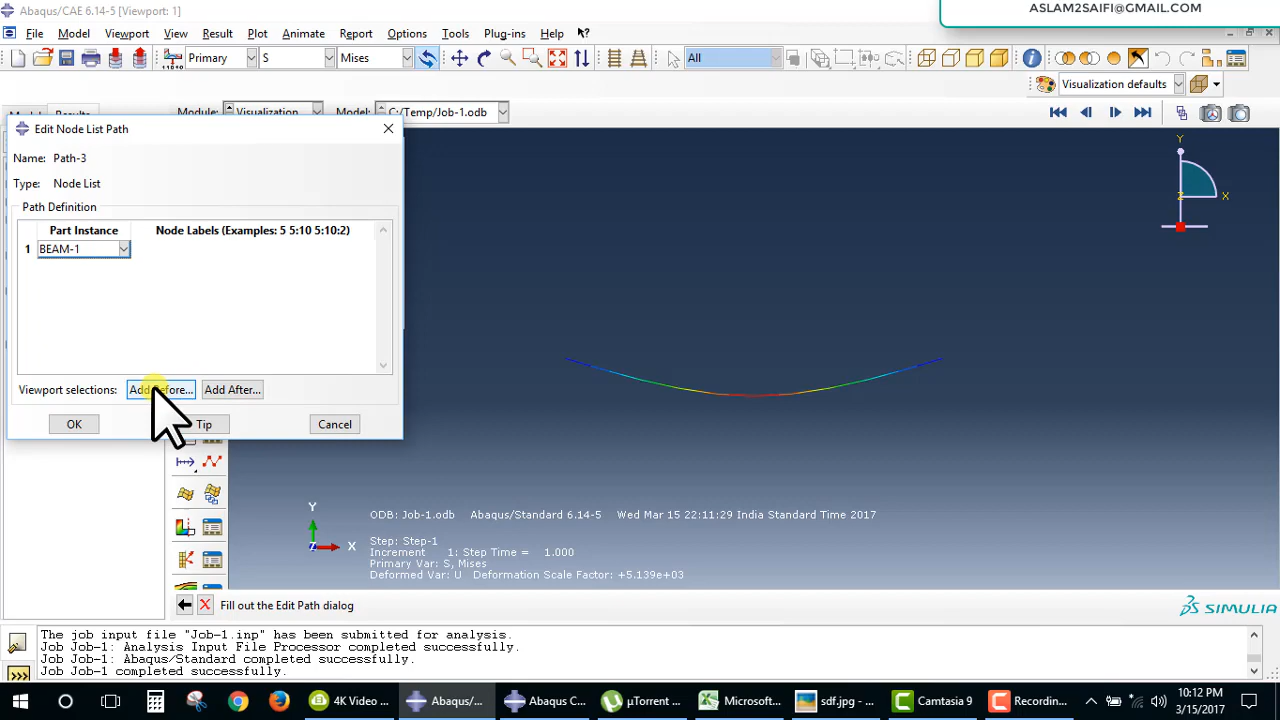 Abaqus/CAE 6.14-5 [Viewport: 1]
ASLAM2SAIFI@GMAIL.COM
File Model Viewport View Result Plot Animate Report Options Tools Plug-ins Help
Primary S Mises All
Visualization defaults
Results Module: Visualization Model: C:/Temp/Job-1.odb
Edit Node List Path
Name: Path-3
Type: Node List
Path Definition
Part Instance Node Labels (Examples: 5 5:10 5:10:2)
1 BEAM-1
Viewport selections: Add Before... Add After...
OK Tip Cancel
Y
Z X
Y
Z X
ODB: Job-1.odb Abaqus/Standard 6.14-5 Wed Mar 15 22:11:29 India Standard Time 2017
Step: Step-1
Increment 1: Step Time = 1.000
Primary Var: S, Mises
Deformed Var: U Deformation Scale Factor: +5.139e+03
Fill out the Edit Path dialog
SIMULIA
The job input file "Job-1.inp" has been submitted for analysis.
Job Job-1: Analysis Input File Processor completed successfully.
Job Job-1: Abaqus/Standard completed successfully.
Job Job-1 completed successfully.
>>>
4K Video ... Abaqus/... Abaqus C... µTorrent ... Microsoft... sdf.jpg - ... Camtasia 9 Recordin...
10:12 PM
3/15/2017